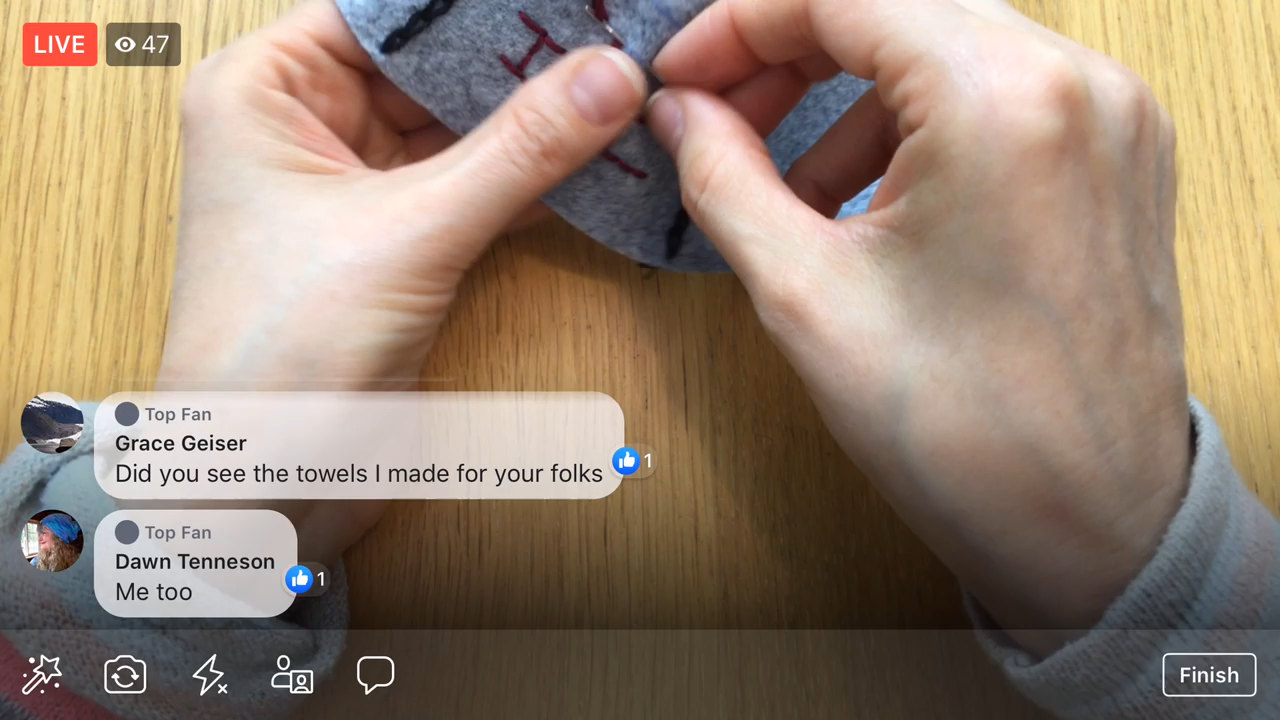 LIVE 47
Top Fan
Grace Geiser
Did you see the towels I made for your folks
1
Top Fan
Dawn Tenneson
Me too
1
Finish